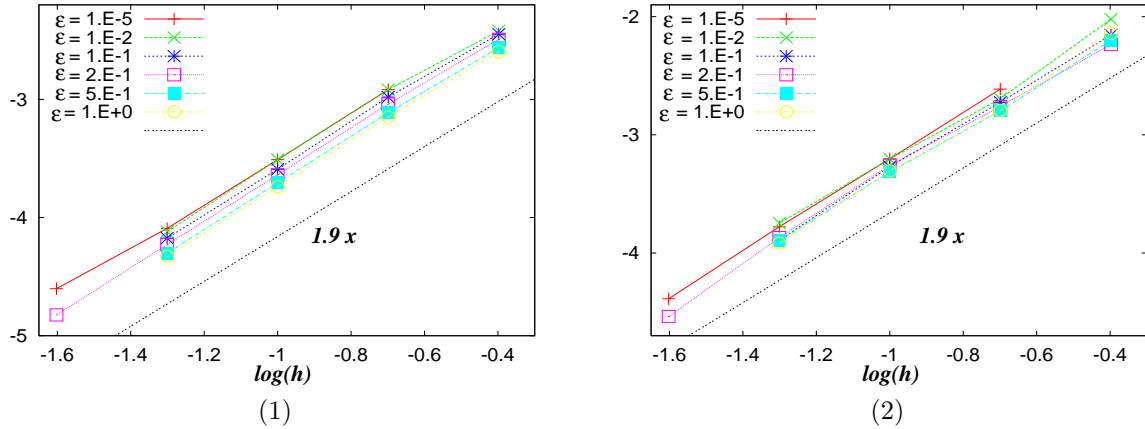 ε = 1.E-5
ε = 1.E-2
ε = 1.E-1
ε = 2.E-1
ε = 5.E-1
ε = 1.E+0
-3
-4
-5
1.9 x
-1.6 -1.4 -1.2 -1 -0.8 -0.6 -0.4
log(h)
(1)
ε = 1.E-5
ε = 1.E-2
ε = 1.E-1
ε = 2.E-1
ε = 5.E-1
ε = 1.E+0
-2
-3
-4
1.9 x
-1.6 -1.4 -1.2 -1 -0.8 -0.6 -0.4
log(h)
(2)